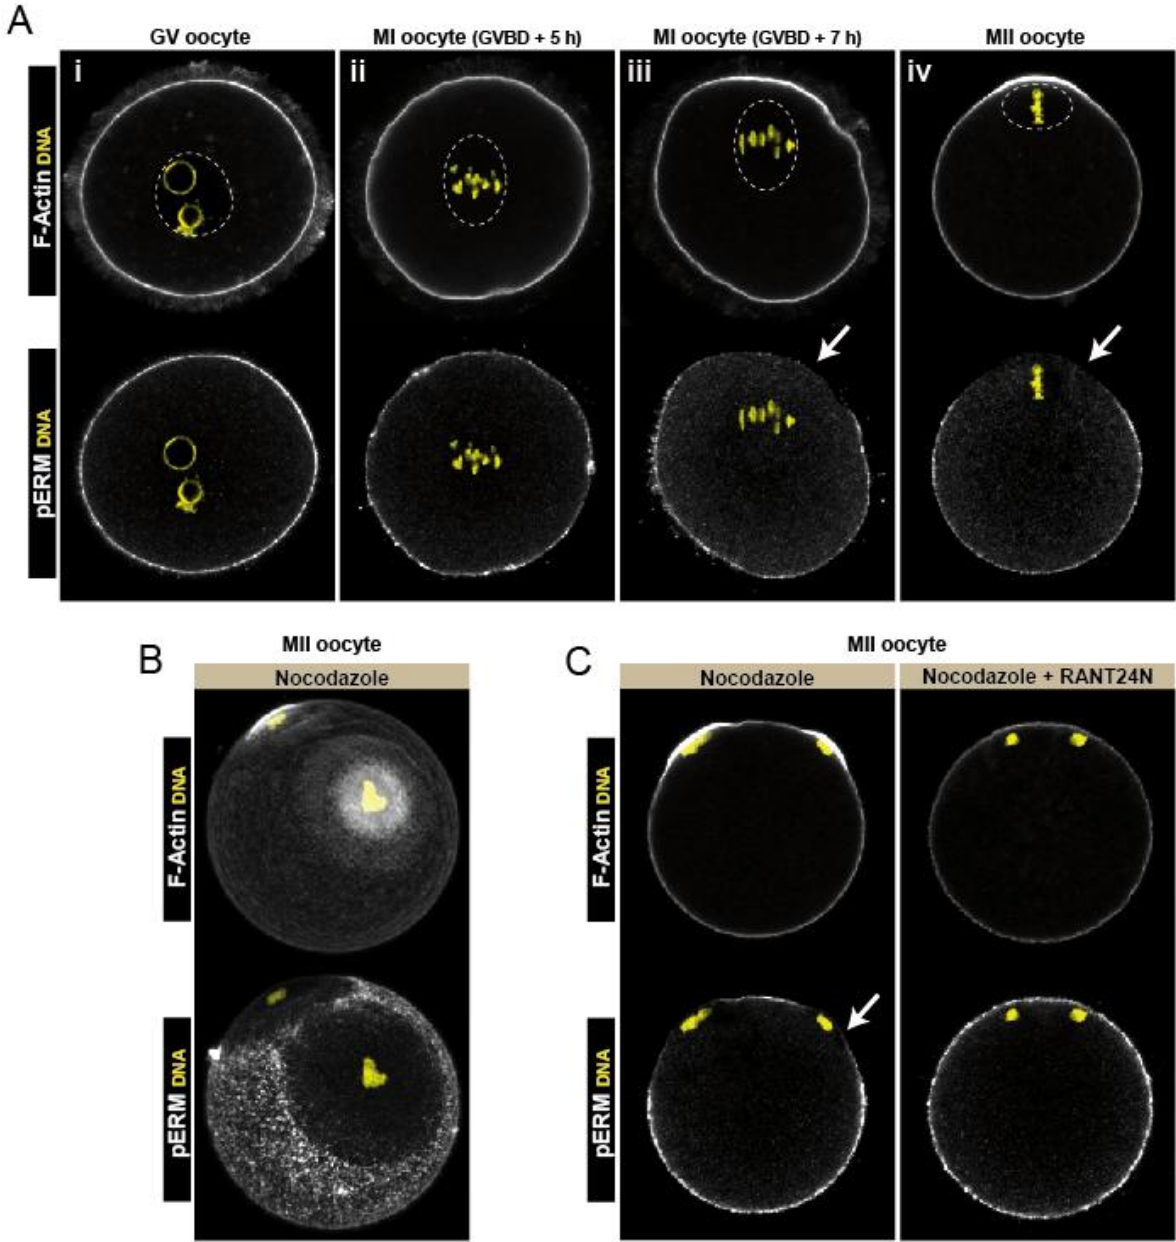 A
GV oocyte
MI oocyte (GVBD + 5 h)
MI oocyte (GVBD + 7 h)
MII oocyte
i
ii
iii
iv
F-Actin DNA
pERM DNA
B
MII oocyte
Nocodazole
F-Actin DNA
pERM DNA
C
MII oocyte
Nocodazole
Nocodazole + RANT24N
F-Actin DNA
pERM DNA